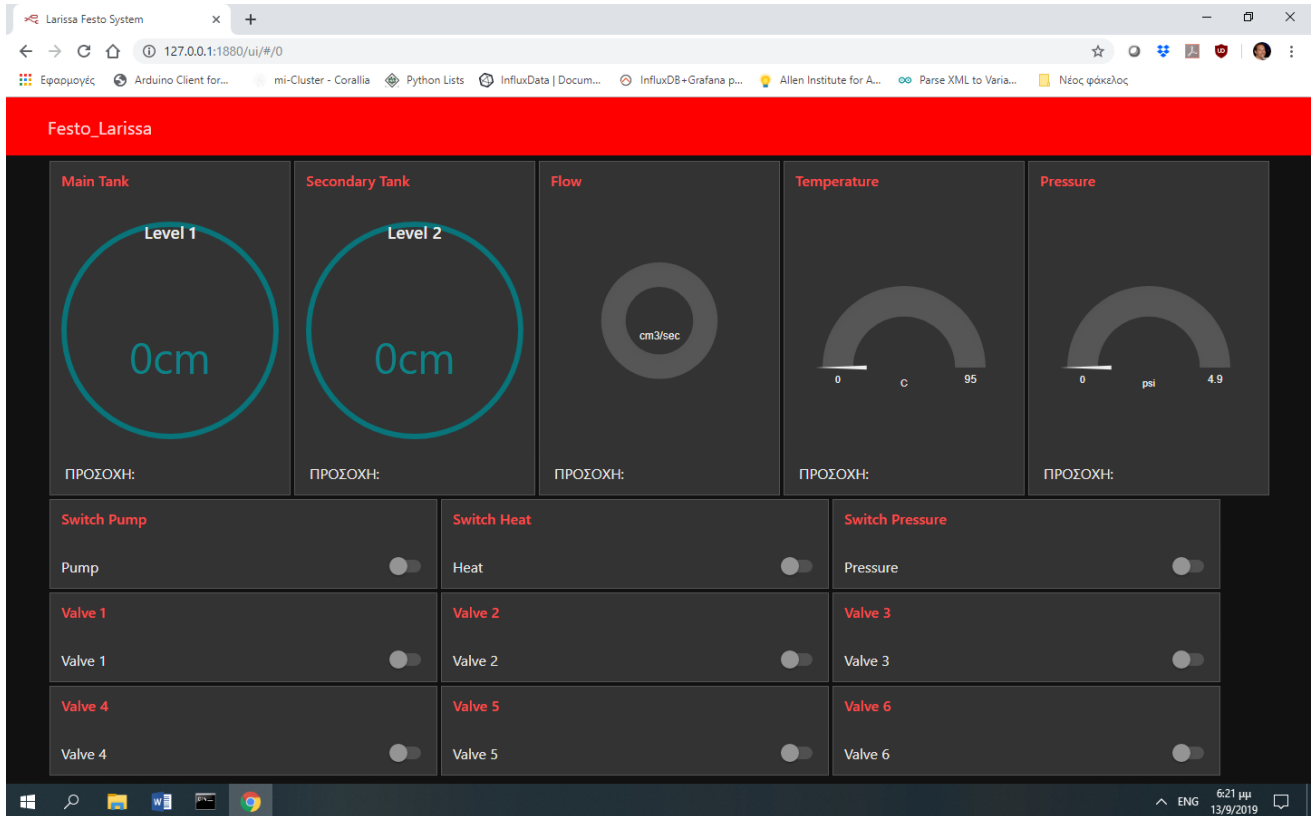 Larissa Festo System
127.0.0.1:1880/ui/#/0
Εφαρμογές Arduino Client for... mi-Cluster - Corallia Python Lists InfluxData | Docum... InfluxDB+Grafana p... Allen Institute for A... Parse XML to Varia... Νέος φάκελος
Festo_Larissa
Main Tank Secondary Tank Flow Temperature Pressure
Level 1 Level 2
cm3/sec
0cm 0cm
0 C 95 0 psi 4.9
ΠΡΟΣΟΧΗ: ΠΡΟΣΟΧΗ: ΠΡΟΣΟΧΗ: ΠΡΟΣΟΧΗ: ΠΡΟΣΟΧΗ:
Switch Pump Switch Heat Switch Pressure
Pump Heat Pressure
Valve 1 Valve 2 Valve 3
Valve 1 Valve 2 Valve 3
Valve 4 Valve 5 Valve 6
Valve 4 Valve 5 Valve 6
ENG 6:21 μμ
13/9/2019